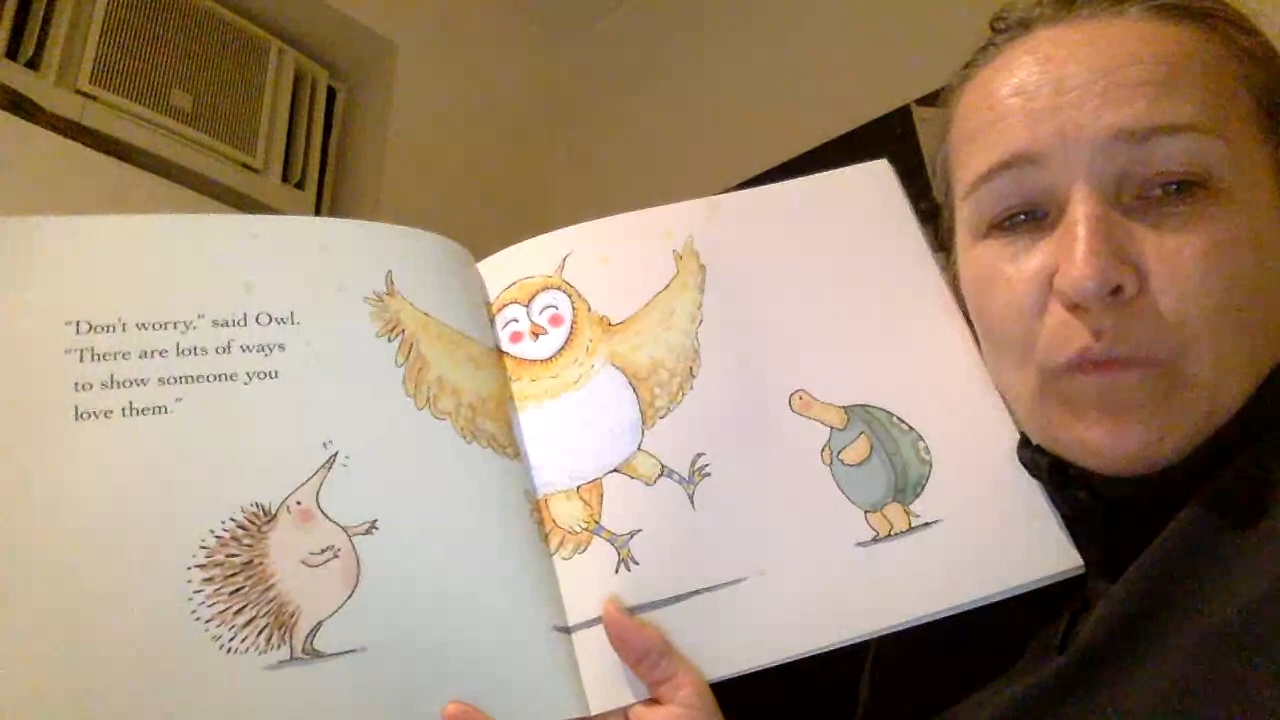 "Don't worry," said Owl.
"There are lots of ways
to show someone you
love them."